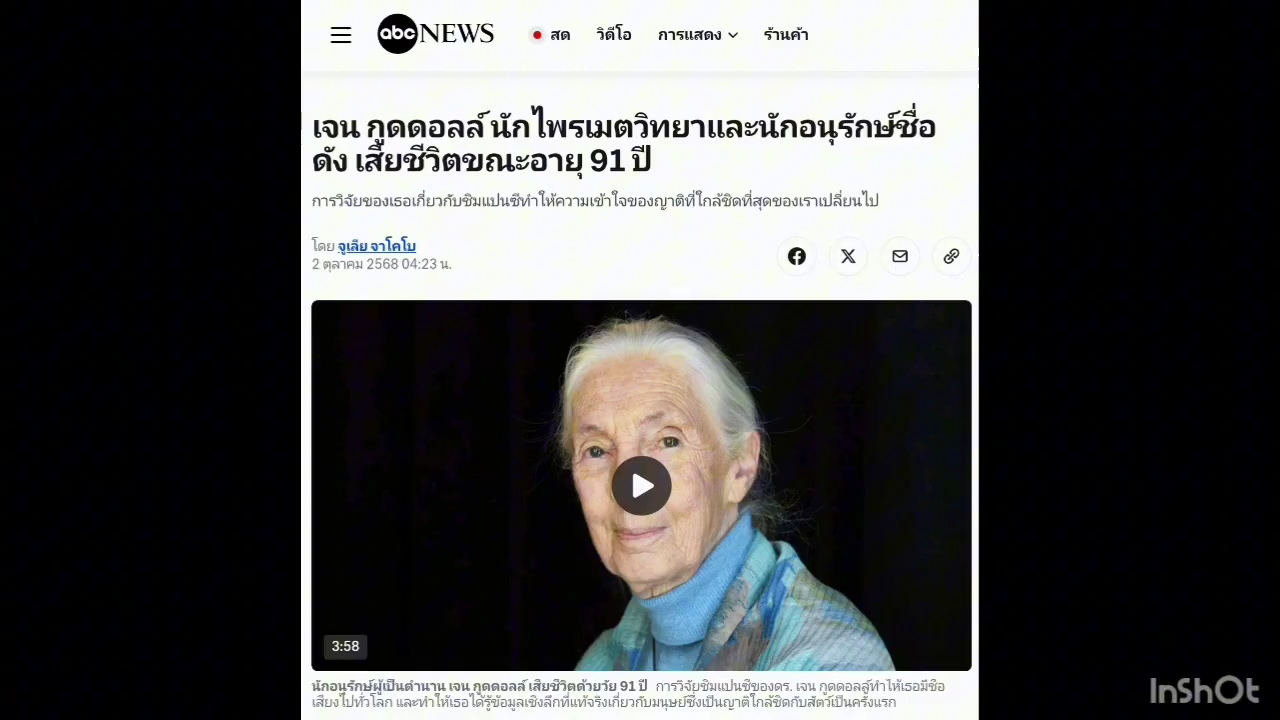 abc NEWS สด วิดีโอ การแสดง ร้านค้า
เจน กูดดอลล์ นักไพรเมตวิทยาและนักอนุรักษ์ชื่อ
ดัง เสียชีวิตขณะอายุ 91 ปี
การวิจัยของเธอเกี่ยวกับชิมแปนซีทำให้ความเข้าใจของญาติที่ใกล้ชิดที่สุดของเราเปลี่ยนไป
โดย จูเลีย จาโคโบ
2 ตุลาคม 2568 04:23 น.
3:58
นักอนุรักษ์ผู้เป็นตำนาน เจน กูดดอลล์ เสียชีวิตด้วยวัย 91 ปี การวิจัยชิมแปนซีของดร. เจน กูดดอลล์ทำให้เธอมีชื่อ
เสียงไปทั่วโลก และทำให้เธอได้รู้ข้อมูลเชิงลึกที่แท้จริงเกี่ยวกับมนุษย์ซึ่งเป็นญาติใกล้ชิดกับสัตว์เป็นครั้งแรก
InShOt